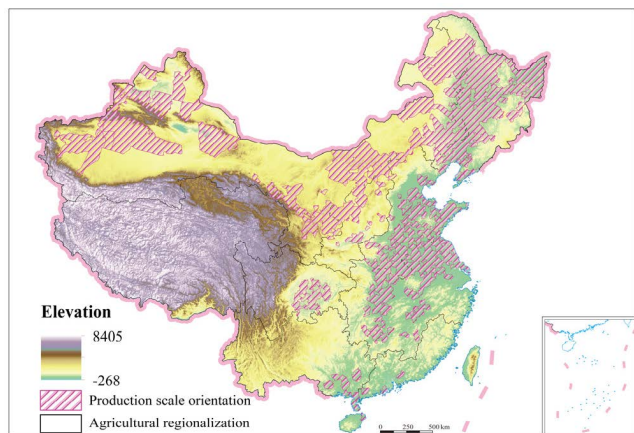 Elevation
8405
-268
Production scale orientation
Agricultural regionalization
0 250 500 km